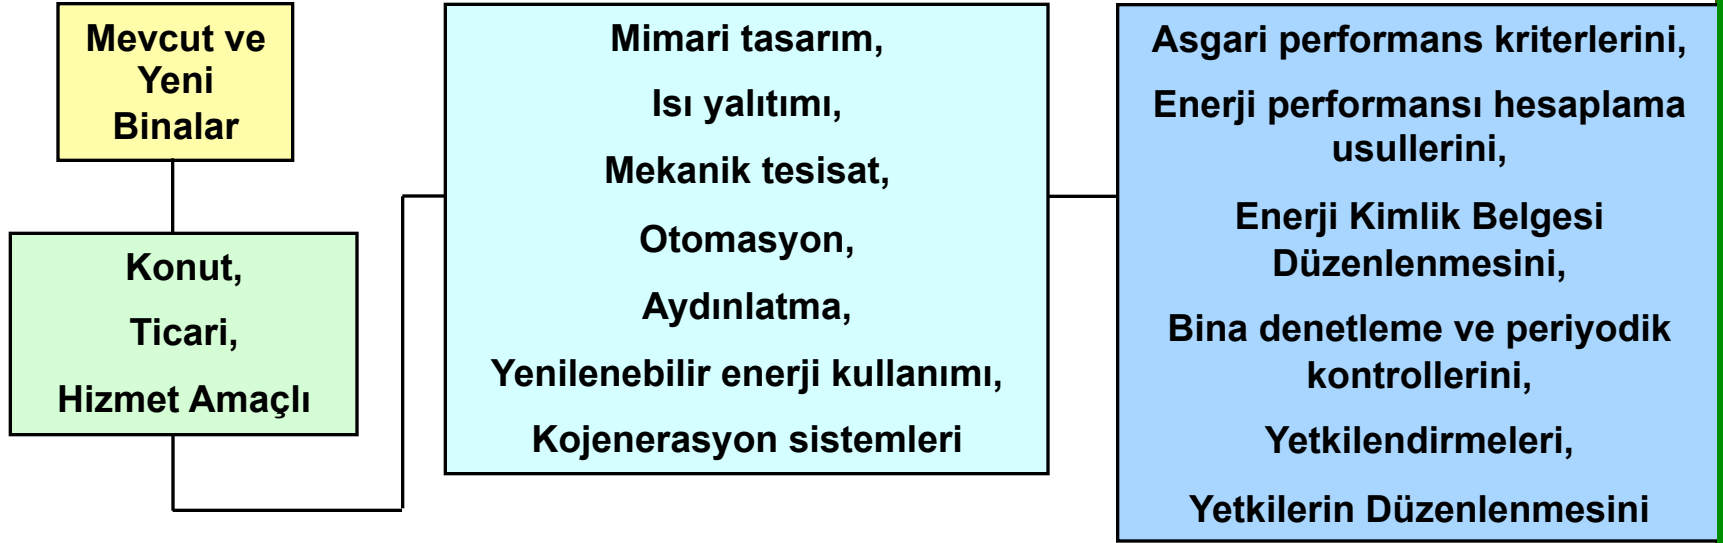 Mevcut ve
Yeni
Binalar
Konut,
Ticari,
Hizmet Amaçlı
Mimari tasarım,
Isı yalıtımı,
Mekanik tesisat,
Otomasyon,
Aydınlatma,
Yenilenebilir enerji kullanımı,
Kojenerasyon sistemleri
Asgari performans kriterlerini,
Enerji performansı hesaplama
usullerini,
Enerji Kimlik Belgesi
Düzenlenmesini,
Bina denetleme ve periyodik
kontrollerini,
Yetkilendirmeleri,
Yetkilerin Düzenlenmesini